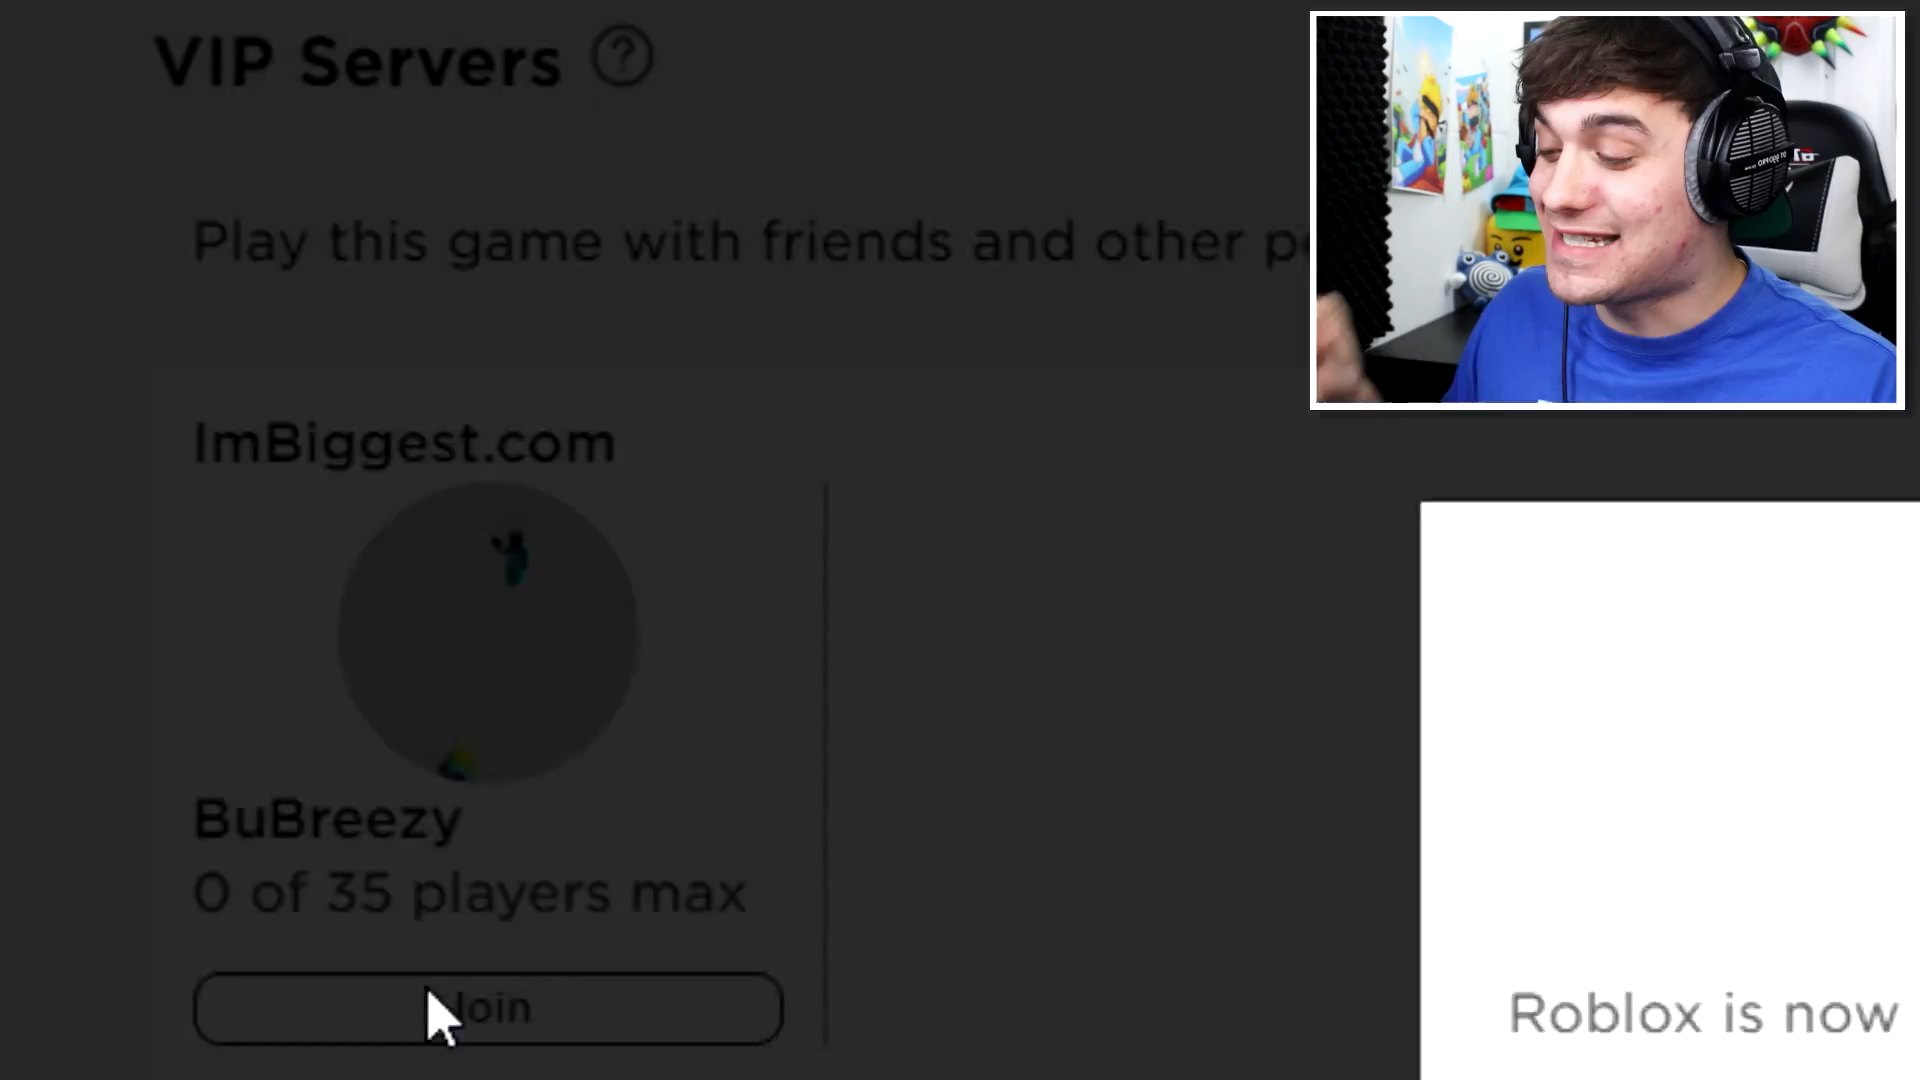 VIP Servers ?
Play this game with friends and other
ImBiggest.com
BuBreezy
0 of 35 players max
Join
Roblox is now